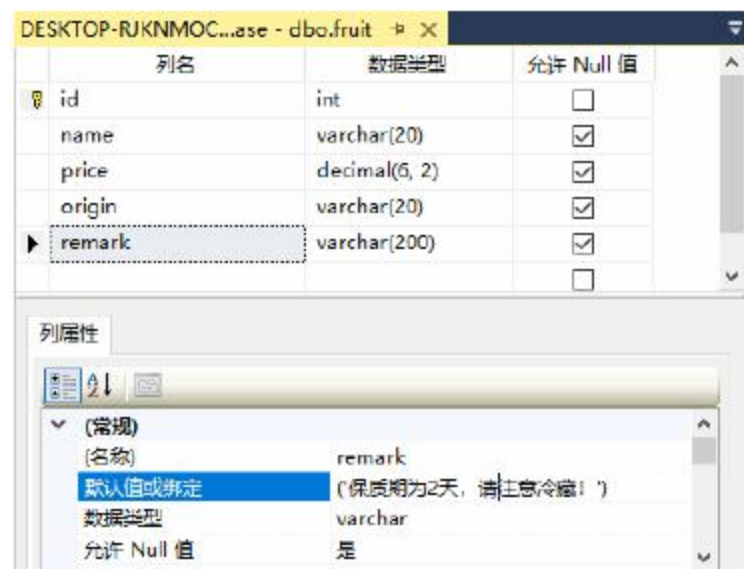 DESKTOP-RJKNMOC...ase - dbo.fruit
列名 数据类型 允许 Null 值
id int
name varchar(20)
price decimal(6, 2)
origin varchar(20)
remark varchar(200)
列属性
(常规)
(名称) remark
默认值或绑定 ('保质期为2天，请注意冷藏！')
数据类型 varchar
允许 Null 值 是